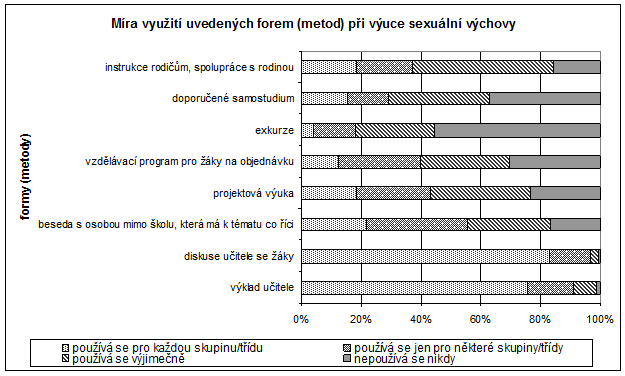 Míra využití uvedených forem (metod) při výuce sexuální výchovy
formy (metody)
instrukce rodičům, spolupráce s rodinou
doporučené samostudium
exkurze
vzdělávací program pro žáky na objednávku
projektová výuka
beseda s osobou mimo školu, která má k tématu co říci
diskuse učitele se žáky
výklad učitele
0% 20% 40% 60% 80% 100%
používá se pro každou skupinu/třídu používá se jen pro některé skupiny/třídy
používá se výjimečně nepoužívá se nikdy